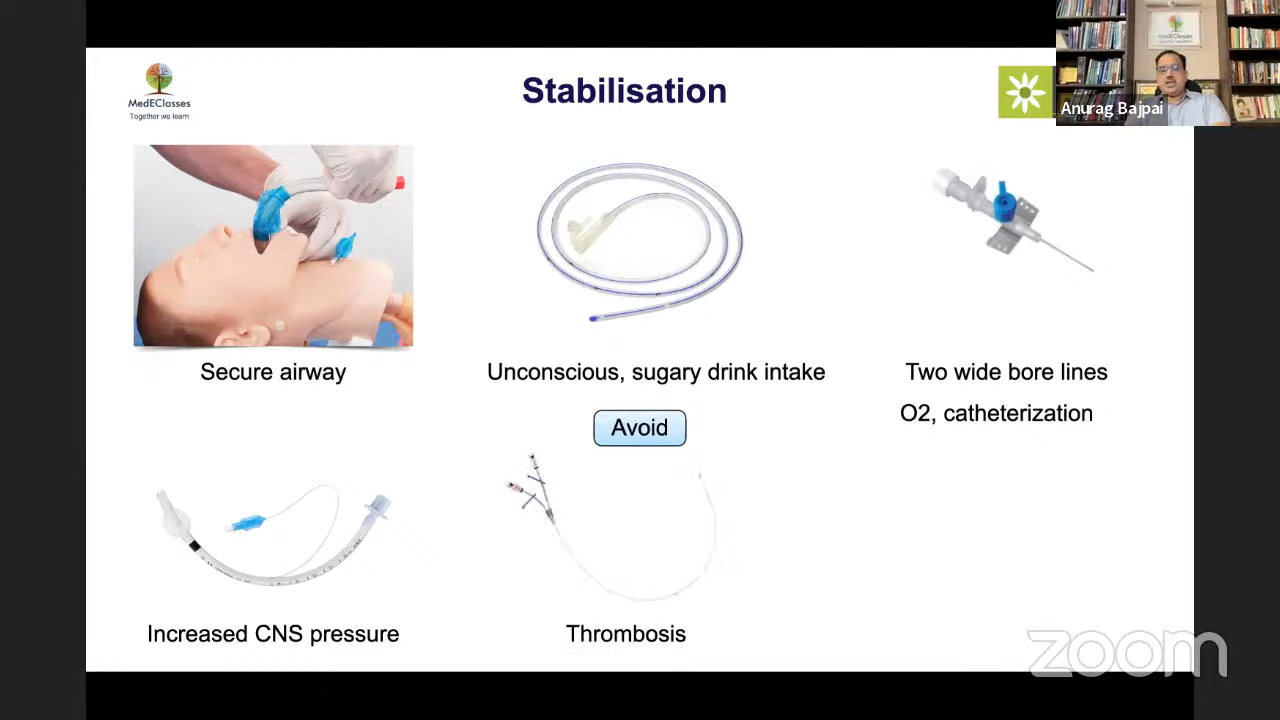 MedEClasses
Together we learn
Stabilisation
MedEClasses
Anurag Bajpai
Secure airway
Unconscious, sugary drink intake
Two wide bore lines
O2, catheterization
Avoid
Increased CNS pressure
Thrombosis
zoom